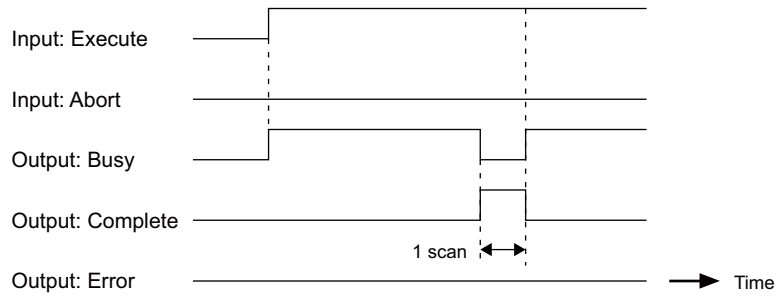 Input: Execute
Input: Abort
Output: Busy
Output: Complete
1 scan
Output: Error
Time